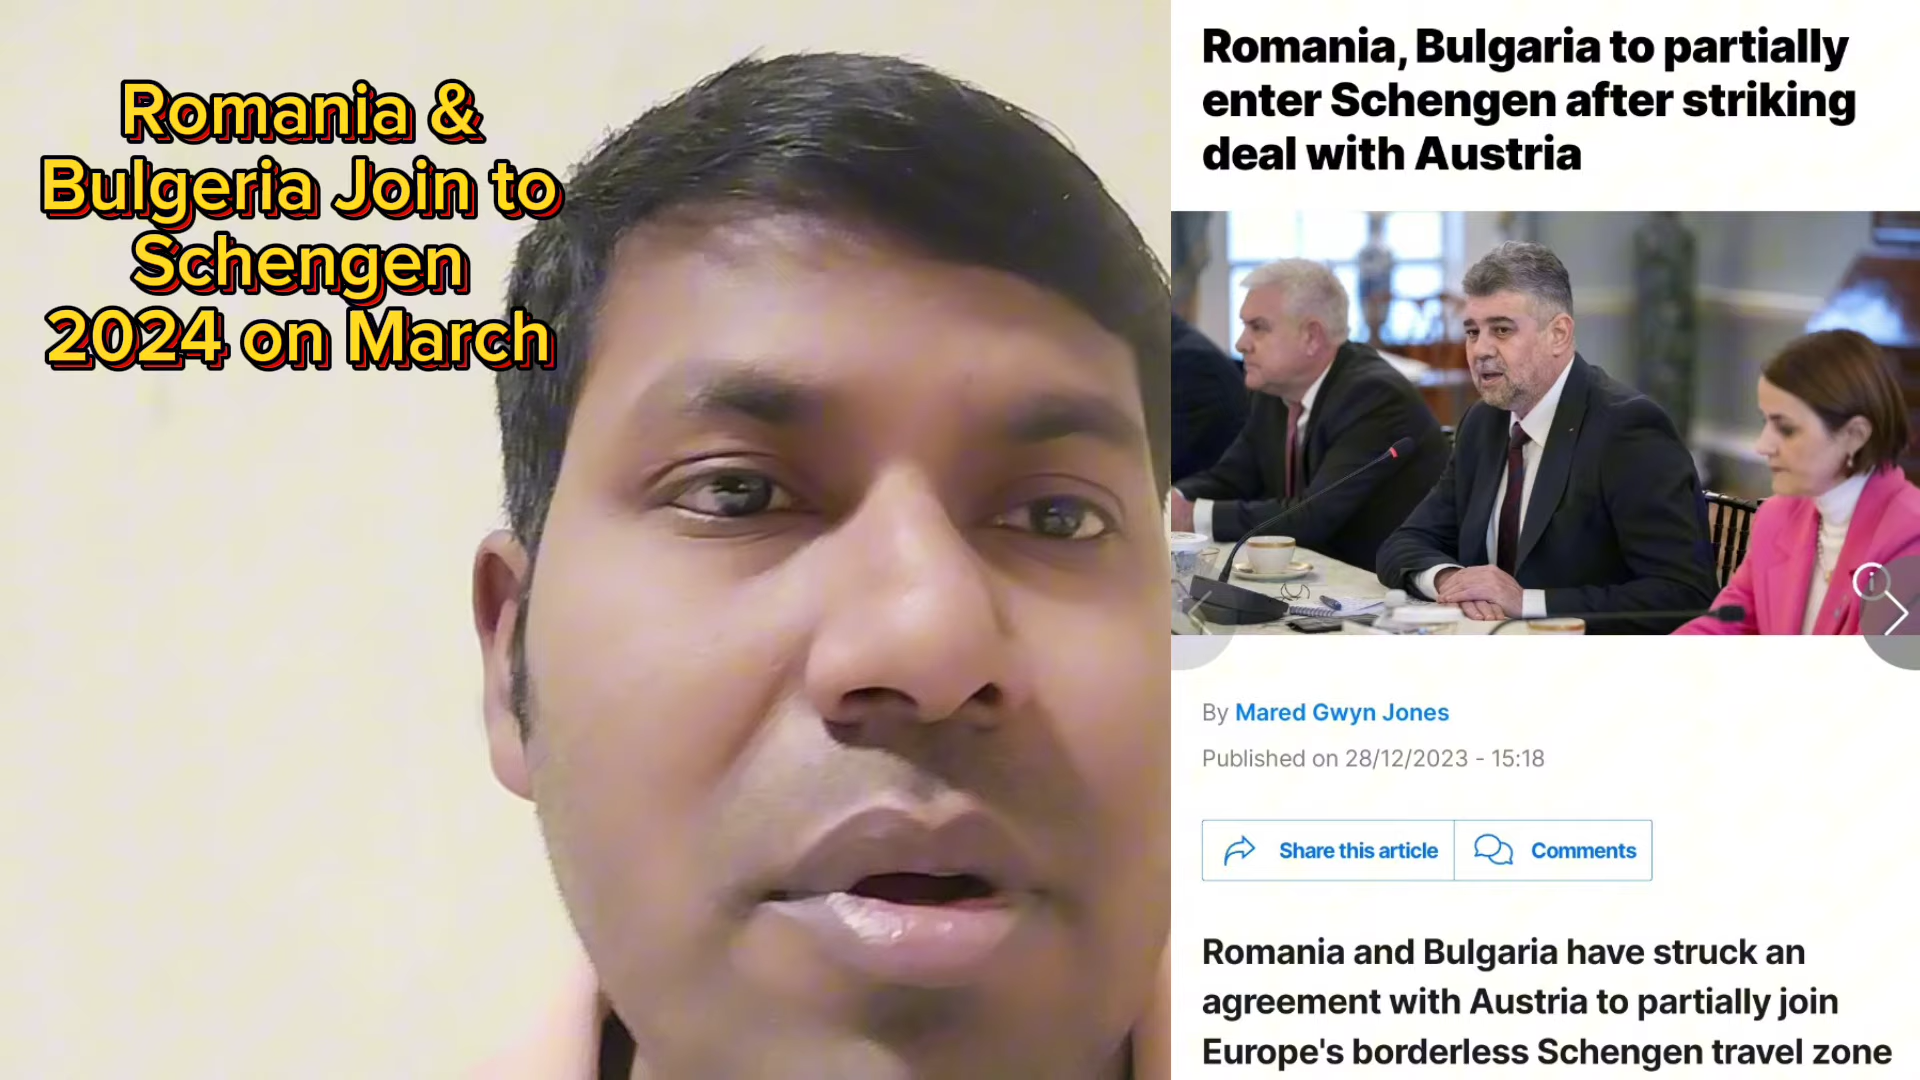 Romania &
Bulgeria Join to
Schengen
2024 on March
Romania, Bulgaria to partially
enter Schengen after striking
deal with Austria
By Mared Gwyn Jones
Published on 28/12/2023 - 15:18
Share this article
Comments
Romania and Bulgaria have struck an
agreement with Austria to partially join
Europe's borderless Schengen travel zone